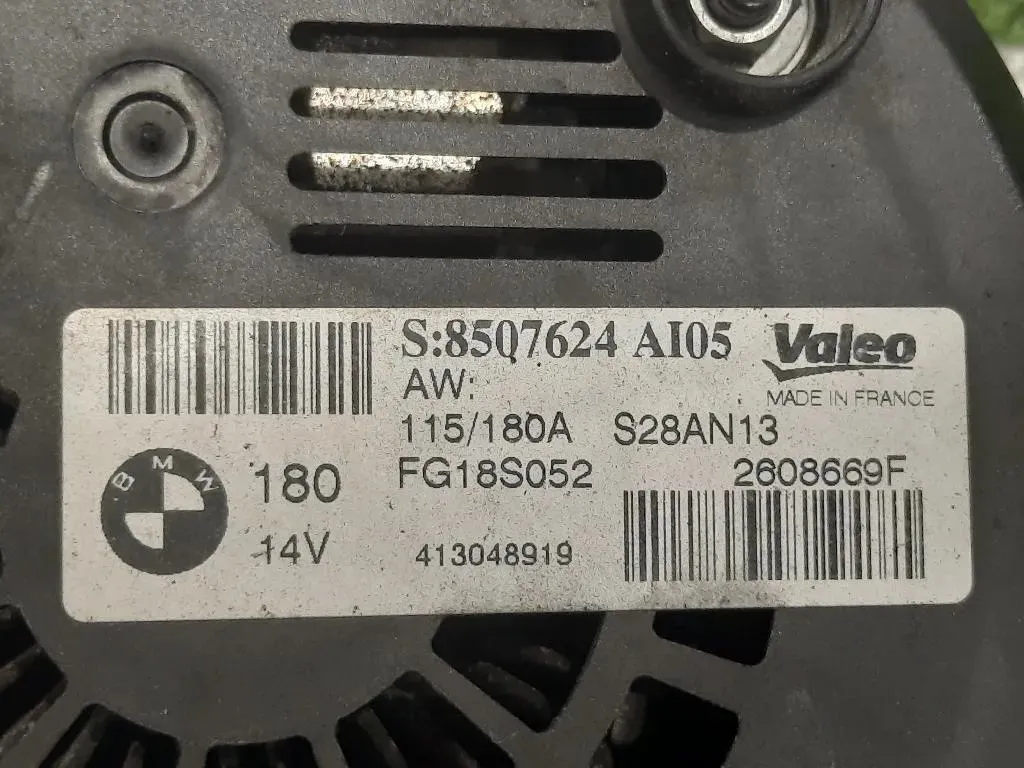 S:8507624 AI05
Valeo
AW:
MADE IN FRANCE
115/180A S28AN13
FG18S052 2608669F
BMW
180
14V
413048919